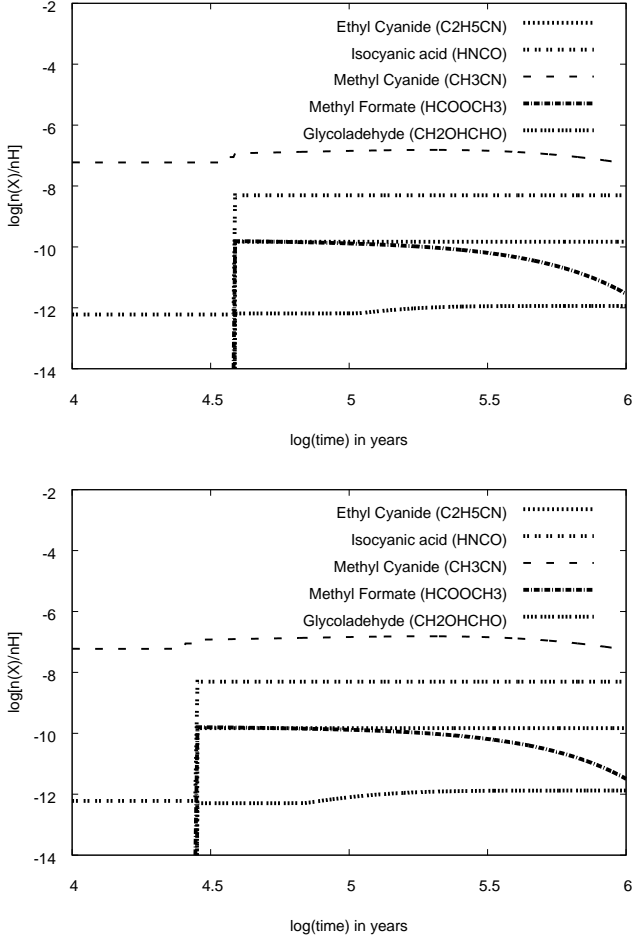 -2
-4
-6
-8
-10
-12
-14
log[n(X)/nH]
Ethyl Cyanide (C2H5CN)
Isocyanic acid (HNCO)
Methyl Cyanide (CH3CN)
Methyl Formate (HCOOCH3)
Glycoladehyde (CH2OHCHO)
4 4.5 5 5.5 6
log(time) in years
-2
-4
-6
-8
-10
-12
-14
log[n(X)/nH]
Ethyl Cyanide (C2H5CN)
Isocyanic acid (HNCO)
Methyl Cyanide (CH3CN)
Methyl Formate (HCOOCH3)
Glycoladehyde (CH2OHCHO)
4 4.5 5 5.5 6
log(time) in years